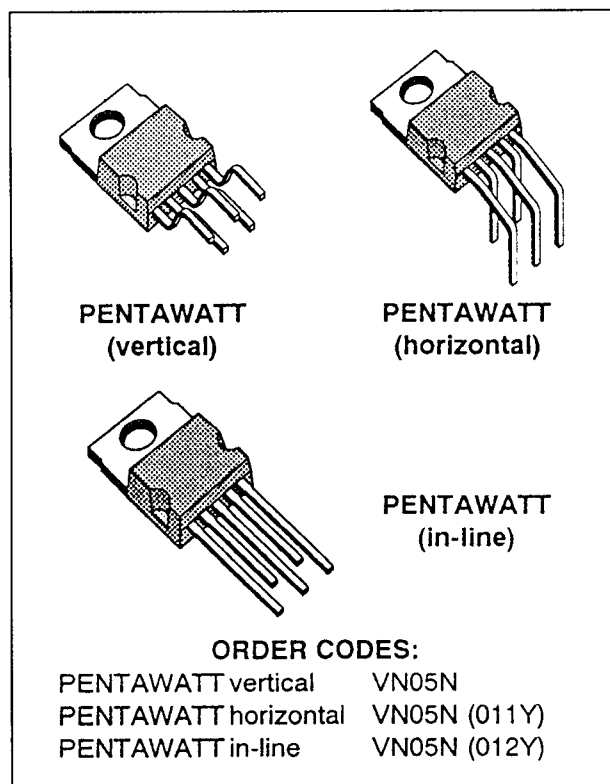 PENTAWATT
(vertical)
PENTAWATT
(horizontal)
PENTAWATT
(in-line)
ORDER CODES:
PENTAWATT vertical VN05N
PENTAWATT horizontal VN05N (011Y)
PENTAWATT in-line VN05N (012Y)